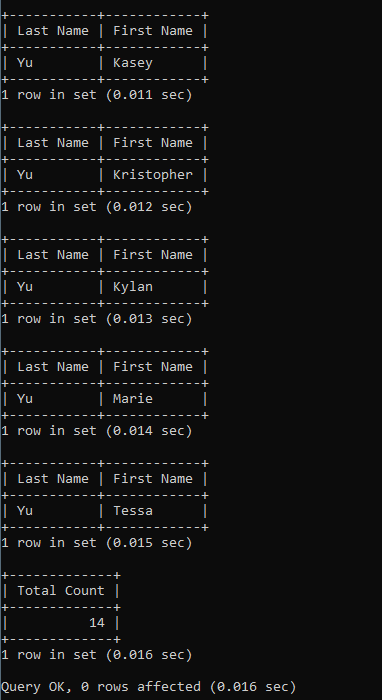 +-----------+------------+
| Last Name | First Name |
+-----------+------------+
| Yu        | Kasey      |
+-----------+------------+
1 row in set (0.011 sec)

+-----------+------------+
| Last Name | First Name |
+-----------+------------+
| Yu        | Kristopher |
+-----------+------------+
1 row in set (0.012 sec)

+-----------+------------+
| Last Name | First Name |
+-----------+------------+
| Yu        | Kylan      |
+-----------+------------+
1 row in set (0.013 sec)

+-----------+------------+
| Last Name | First Name |
+-----------+------------+
| Yu        | Marie      |
+-----------+------------+
1 row in set (0.014 sec)

+-----------+------------+
| Last Name | First Name |
+-----------+------------+
| Yu        | Tessa      |
+-----------+------------+
1 row in set (0.015 sec)

+-------------+
| Total Count |
+-------------+
|          14 |
+-------------+
1 row in set (0.016 sec)

Query OK, 0 rows affected (0.016 sec)